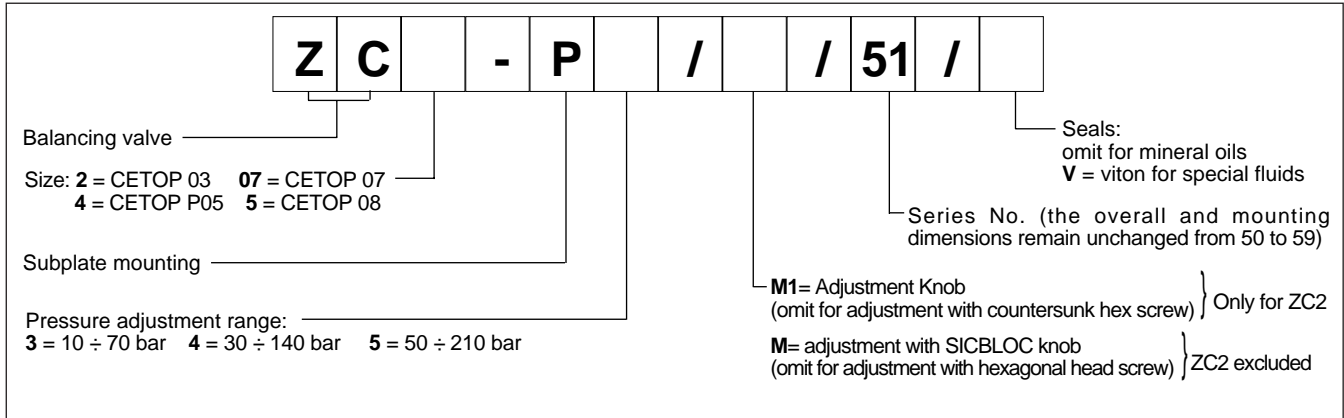 Z C - P / / 51 /
Balancing valve
Size: 2 = CETOP 03 07 = CETOP 07
4 = CETOP P05 5 = CETOP 08
Subplate mounting
Pressure adjustment range:
3 = 10 ÷ 70 bar 4 = 30 ÷ 140 bar 5 = 50 ÷ 210 bar
Seals:
omit for mineral oils
V = viton for special fluids
Series No. (the overall and mounting
dimensions remain unchanged from 50 to 59)
M1= Adjustment Knob
(omit for adjustment with countersunk hex screw) } Only for ZC2
M= adjustment with SICBLOC knob
(omit for adjustment with hexagonal head screw) } ZC2 excluded